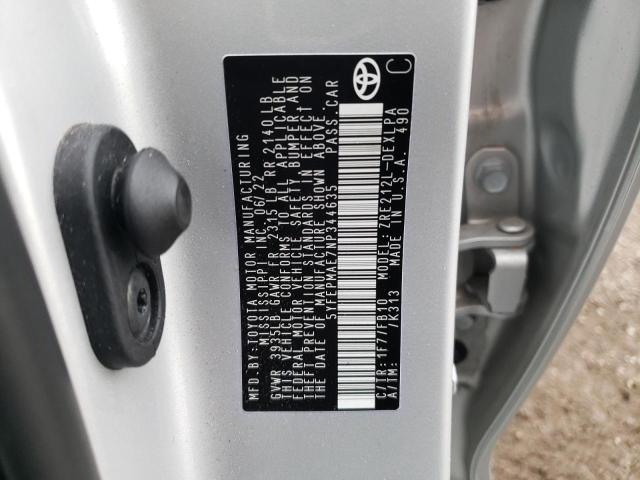 MFD.BY:TOYOTA MOTOR MANUFACTURING
MISSISSIPPI INC. 06/22
GVWR 3935LB GAWR FR 2315 LB RR 2140 LB
THIS VEHICLE CONFORMS TO ALL APPLICABLE
FEDERAL MOTOR VEHICLE SAFETY, BUMPER AND
THEFT PREVENTION STANDARDS IN EFFECT ON
THE DATE OF MANUFACTURE SHOWN ABOVE.
5YFEPMAE7NP344635 PASS.CAR
C/TR:1F7/FB10 MODEL: ZRE212L-DEXLPA
A/TM: /K313 MADE IN U.S.A. 490
C